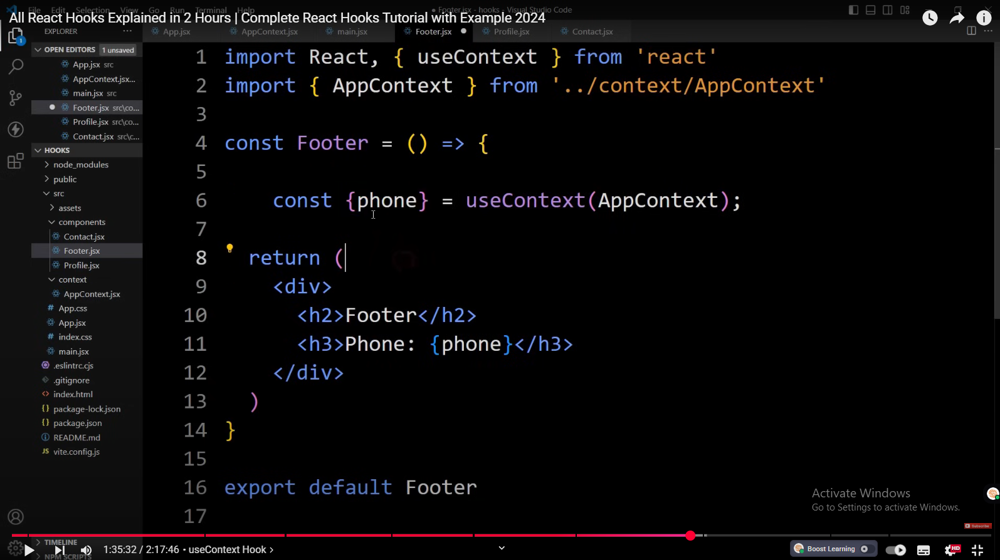 File Edit Selection View Go Run Terminal Help
Footer.jsx - hooks - Visual Studio Code
All React Hooks Explained in 2 Hours | Complete React Hooks Tutorial with Example 2024
EXPLORER
App.jsx AppContext.jsx main.jsx Footer.jsx Profile.jsx Contact.jsx
OPEN EDITORS 1 unsaved
App.jsx src
AppContext.jsx...
main.jsx src
Footer.jsx src\co...
Profile.jsx src\co...
Contact.jsx src\c...
HOOKS
node_modules
public
src
assets
components
Contact.jsx
Footer.jsx
Profile.jsx
context
AppContext.jsx
# App.css
App.jsx
# index.css
main.jsx
.eslintrc.cjs
.gitignore
<> index.html
{} package-lock.json
{} package.json
README.md
JS vite.config.js
TIMELINE
NPM SCRIPTS
1 import React, { useContext } from 'react'
2 import { AppContext } from '../context/AppContext'
3
4 const Footer = () => {
5
6 const {phone} = useContext(AppContext);
7
8 return (
9 <div>
10 <h2>Footer</h2>
11 <h3>Phone: {phone}</h3>
12 </div>
13 )
14 }
15
16 export default Footer
17
Activate Windows
Go to Settings to activate Windows.
Subscribe
1:35:32 / 2:17:46 • useContext Hook >
Boost Learning
HD
1